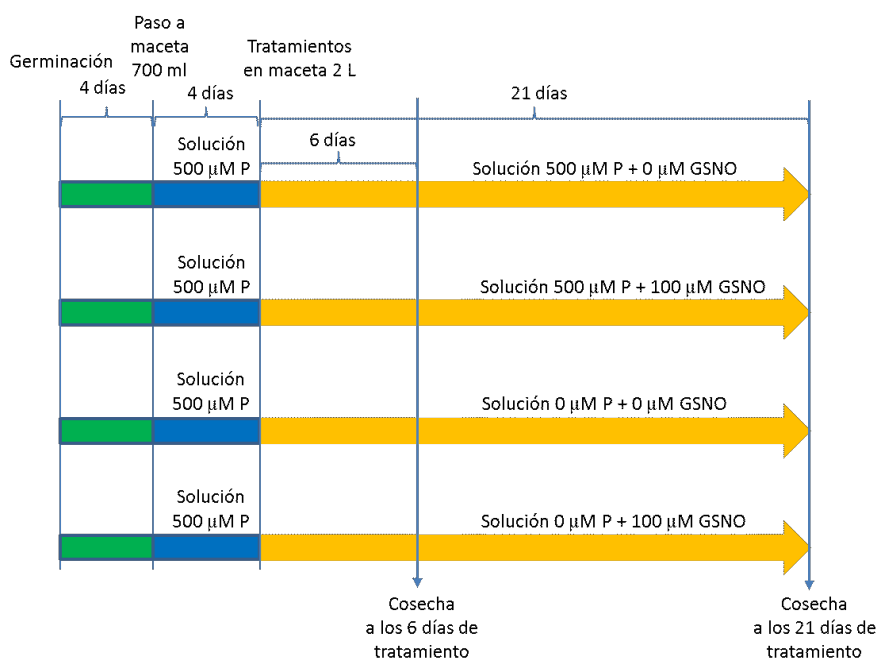 Germinación
4 días
Paso a
maceta
700 ml
4 días
Tratamientos
en maceta 2 L
21 días
6 días
Solución
500 µM P
Solución 500 µM P + 0 µM GSNO
Solución
500 µM P
Solución 500 µM P + 100 µM GSNO
Solución
500 µM P
Solución 0 µM P + 0 µM GSNO
Solución
500 µM P
Solución 0 µM P + 100 µM GSNO
Cosecha
a los 6 días de
tratamiento
Cosecha
a los 21 días de
tratamiento